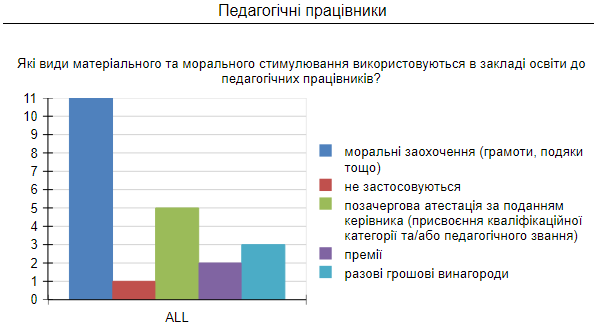 Педагогічні працівники
Які види матеріального та морального стимулювання використовуються в закладі освіти до
педагогічних працівників?
11
10
9
8
7
6
5
4
3
2
1
0
ALL
моральні заохочення (грамоти, подяки
тощо)
не застосовуються
позачергова атестація за поданням
керівника (присвоєння кваліфікаційної
категорії та/або педагогічного звання)
премії
разові грошові винагороди